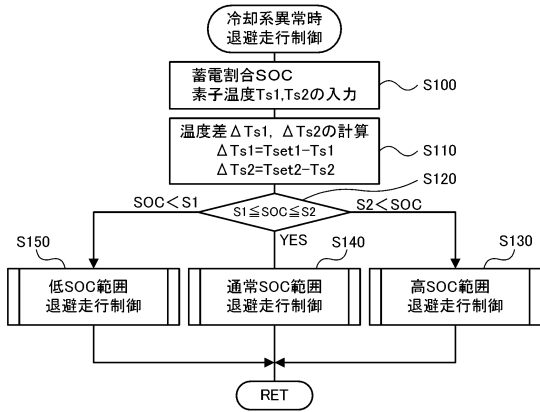 冷却系異常時
退避走行制御
蓄電割合SOC
素子温度Ts1,Ts2の入力
S100
温度差ΔTs1, ΔTs2の計算
ΔTs1=Tset1-Ts1
ΔTs2=Tset2-Ts2
S110
S120
SOC<S1
S1≦SOC≦S2
S2<SOC
YES
S150
S140
S130
低SOC範囲
退避走行制御
通常SOC範囲
退避走行制御
高SOC範囲
退避走行制御
RET